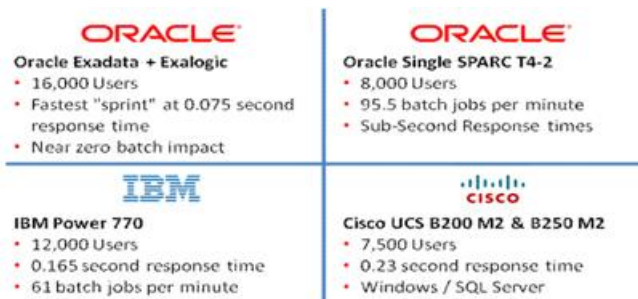 ORACLE
Oracle Exadata + Exalogic
• 16,000 Users
• Fastest "sprint" at 0.075 second
response time
• Near zero batch impact
ORACLE
Oracle Single SPARC T4-2
• 8,000 Users
• 95.5 batch jobs per minute
• Sub-Second Response times
IBM
IBM Power 770
• 12,000 Users
• 0.165 second response time
• 61 batch jobs per minute
CISCO
Cisco UCS B200 M2 & B250 M2
• 7,500 Users
• 0.23 second response time
• Windows / SQL Server